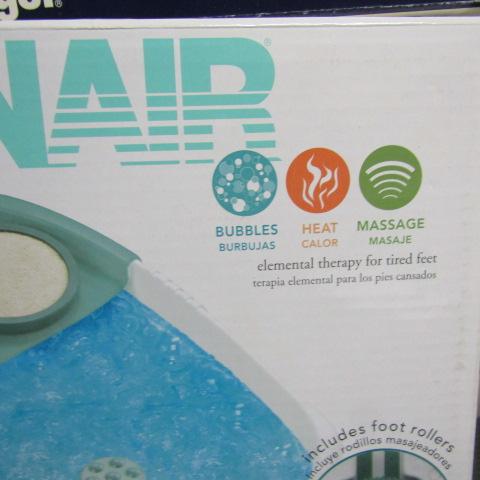 NAIR
BUBBLES
BURBUJAS
HEAT
CALOR
MASSAGE
MASAJE
elemental therapy for tired feet
terapia elemental para los pies cansados
includes foot rollers
incluye rodillos masajeadores